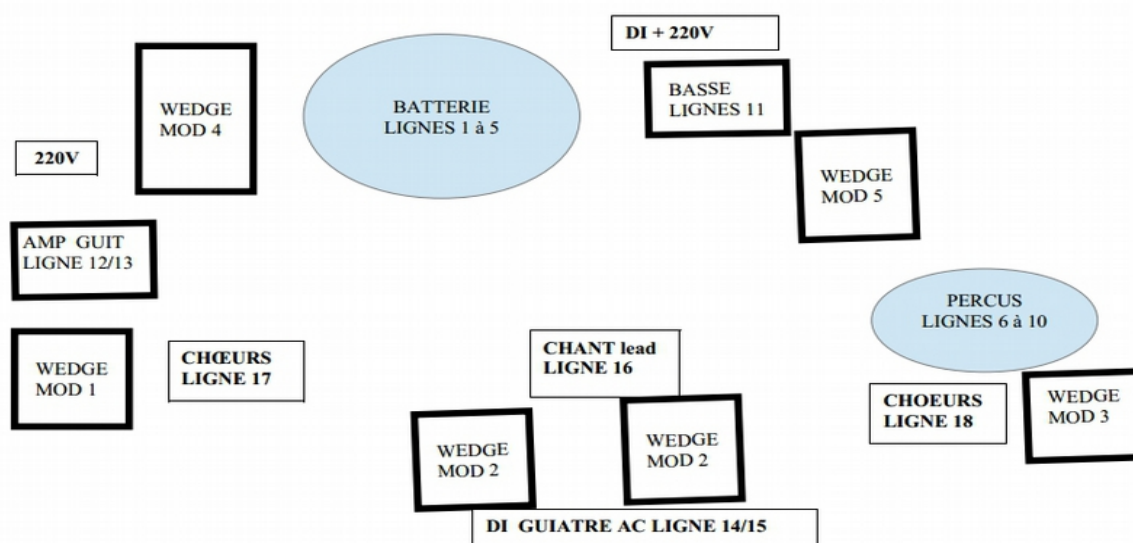 DI + 220V
WEDGE
MOD 4
BATTERIE
LIGNES 1 à 5
BASSE
LIGNES 11
220V
WEDGE
MOD 5
AMP GUIT
LIGNE 12/13
PERCUS
LIGNES 6 à 10
WEDGE
MOD 1
CHŒURS
LIGNE 17
CHANT lead
LIGNE 16
CHOEURS
LIGNE 18
WEDGE
MOD 3
WEDGE
MOD 2
WEDGE
MOD 2
DI GUIATRE AC LIGNE 14/15